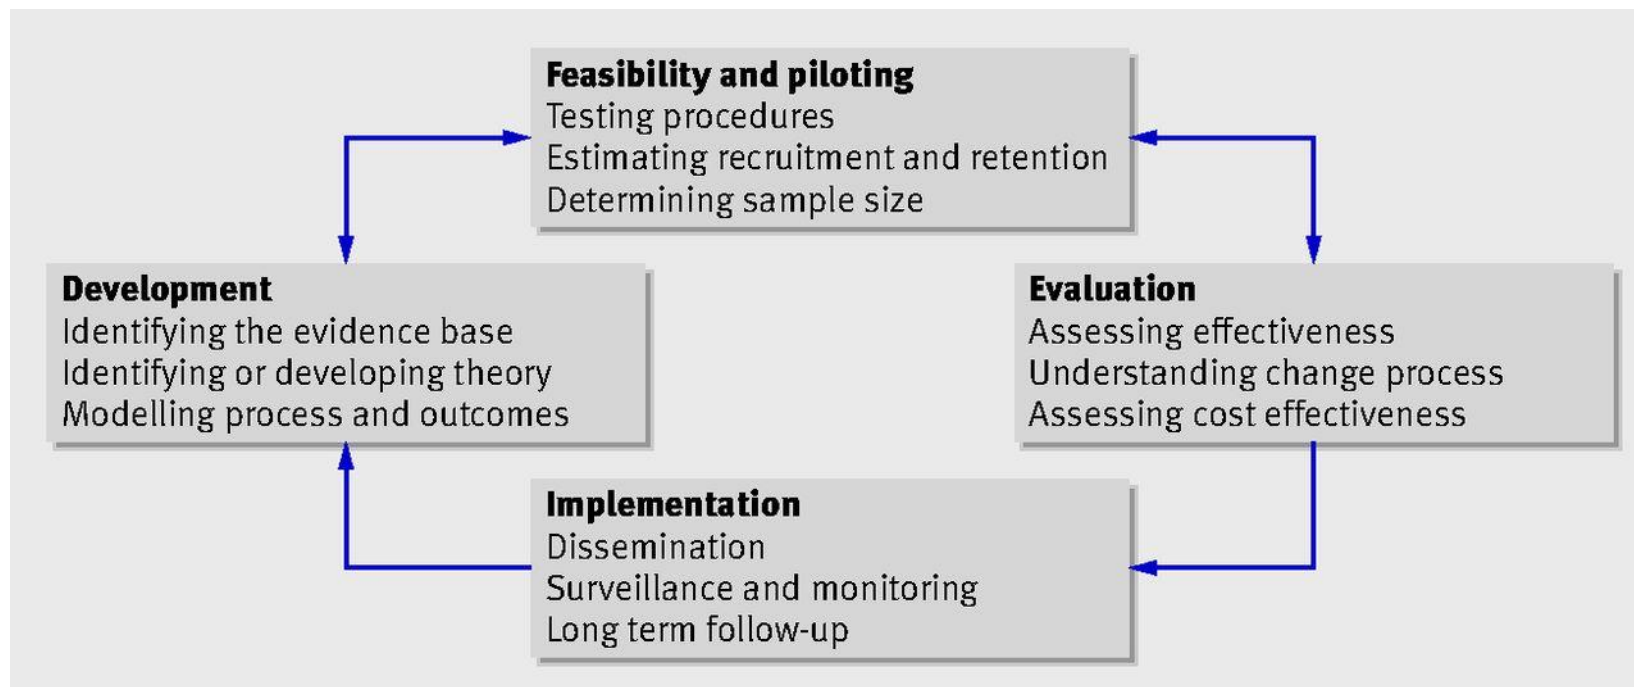 Feasibility and piloting
Testing procedures
Estimating recruitment and retention
Determining sample size
Development
Identifying the evidence base
Identifying or developing theory
Modelling process and outcomes
Evaluation
Assessing effectiveness
Understanding change process
Assessing cost effectiveness
Implementation
Dissemination
Surveillance and monitoring
Long term follow-up